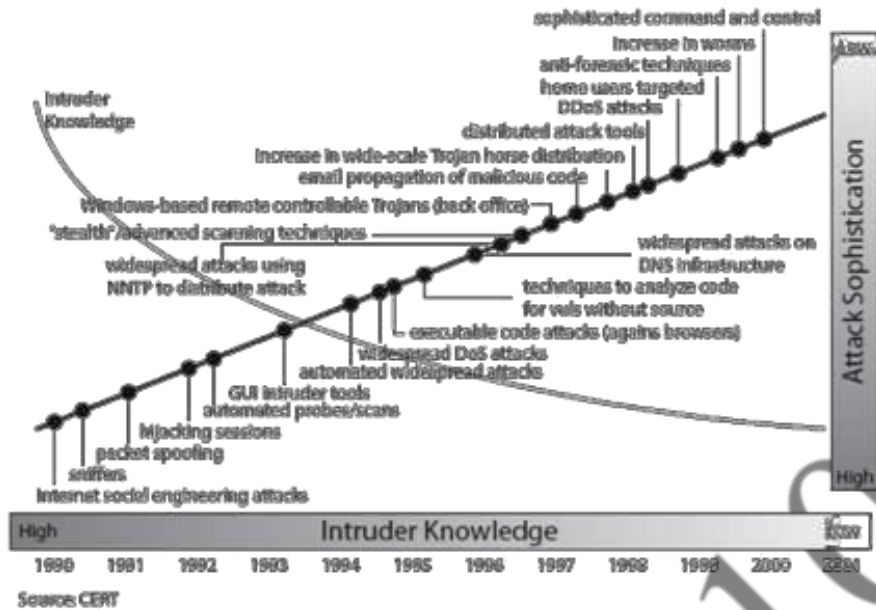 sophisticated command and control
increase in worms
anti-forensic techniques
home users targeted
DDoS attacks
distributed attack tools
increase in wide-scale Trojan horse distribution
email propagation of malicious code
Windows-based remote controllable Trojans (back office)
"stealth"/advanced scanning techniques
widespread attacks using
NNTP to distribute attack
widespread attacks on
DNS infrastructure
techniques to analyze code
for vuls without source
executable code attacks (agains browsers)
widespread DoS attacks
automated widespread attacks
GUI intruder tools
automated probes/scans
hijacking sessions
packet spoofing
sniffers
Internet social engineering attacks
Intruder
Knowledge
Low
Attack Sophistication
High
High
Intruder Knowledge
Low
1990 1991 1992 1993 1994 1995 1996 1997 1998 1999 2000
Source: CERT